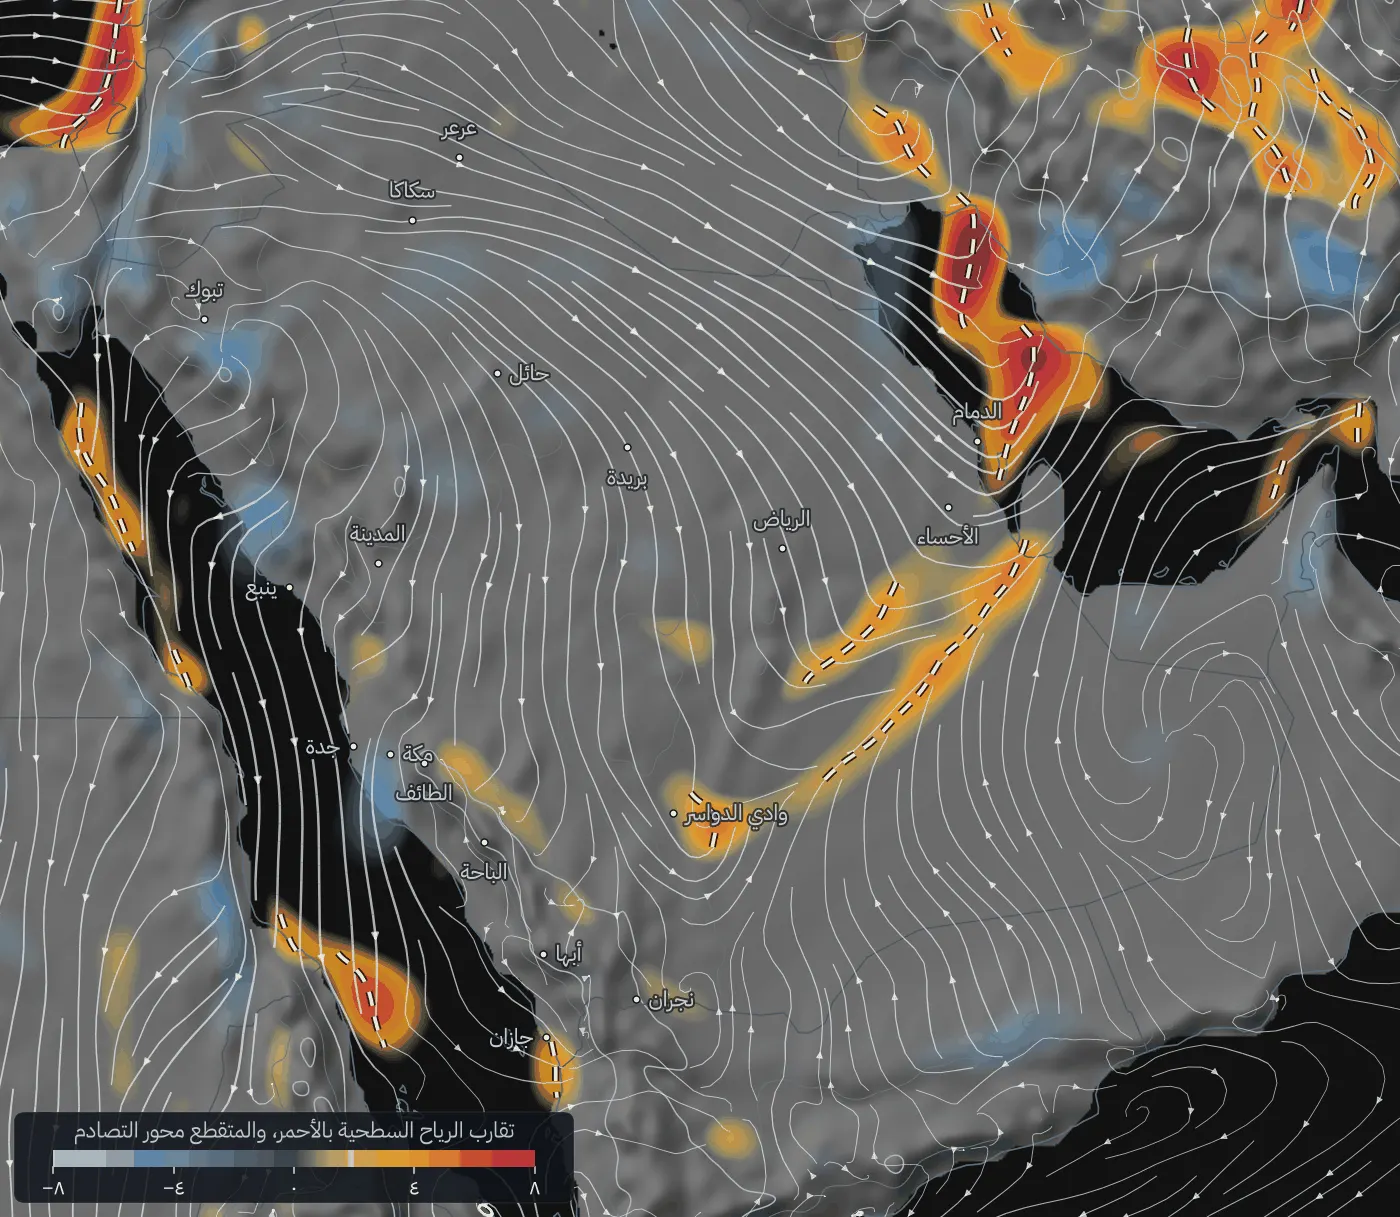 عرعر
سكاكا
تبوك
حائل
الدمام
بريدة
الرياض
الأحساء
المدينة
ينبع
جدة
مكة
الطائف
وادي الدواسر
الباحة
أبها
نجران
جازان
تقارب الرياح السطحية بالأحمر، والمتقطع محور التصادم
−٨ −٤ ٠ ٤ ٨